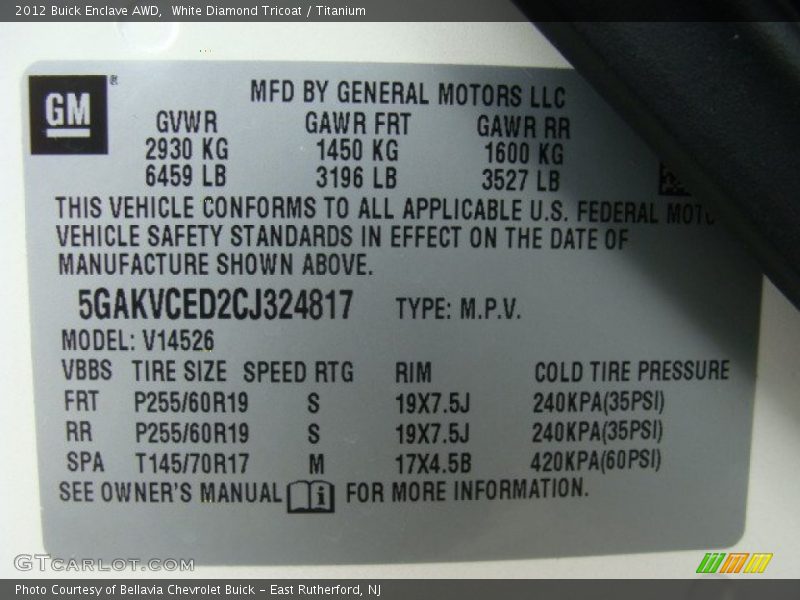 2012 Buick Enclave AWD,  White Diamond Tricoat / Titanium
GM ®
MFD BY GENERAL MOTORS LLC
GVWR GAWR FRT GAWR RR
2930 KG 1450 KG 1600 KG
6459 LB 3196 LB 3527 LB
THIS VEHICLE CONFORMS TO ALL APPLICABLE U.S. FEDERAL
VEHICLE SAFETY STANDARDS IN EFFECT ON THE DATE OF
MANUFACTURE SHOWN ABOVE.
5GAKVCED2CJ324817 TYPE: M.P.V.
MODEL: V14526
VBBS TIRE SIZE SPEED RTG RIM COLD TIRE PRESSURE
FRT P255/60R19 S 19X7.5J 240KPA(35PSI)
RR P255/60R19 S 19X7.5J 240KPA(35PSI)
SPA T145/70R17 M 17X4.5B 420KPA(60PSI)
SEE OWNER'S MANUAL i FOR MORE INFORMATION.
GTCARLOT.COM
Photo Courtesy of Bellavia Chevrolet Buick - East Rutherford, NJ